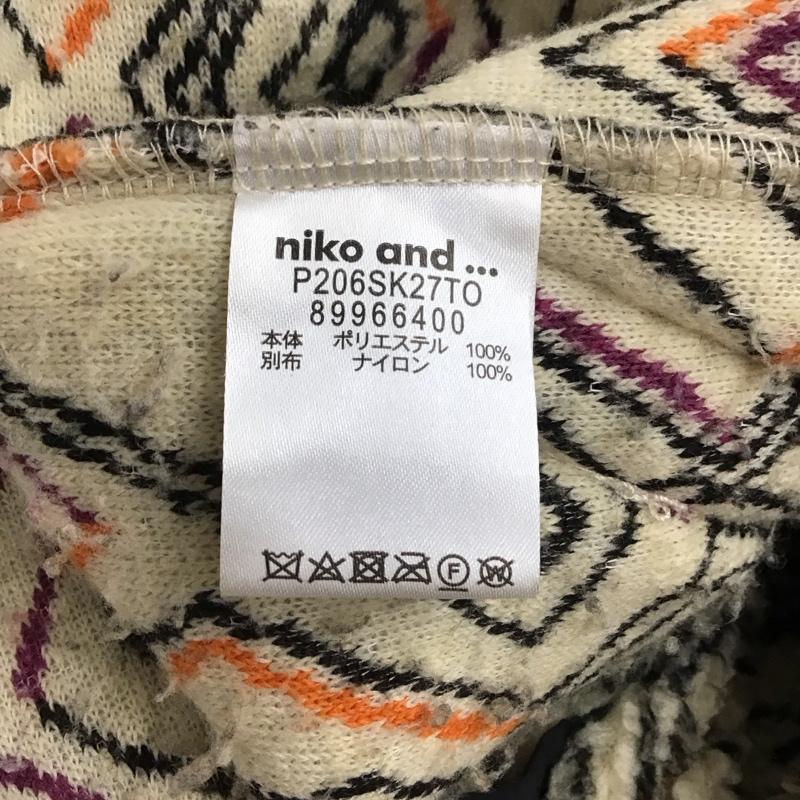 niko and ...
P206SK27TO
89966400
本体 ポリエステル 100%
別布 ナイロン 100%
F
W